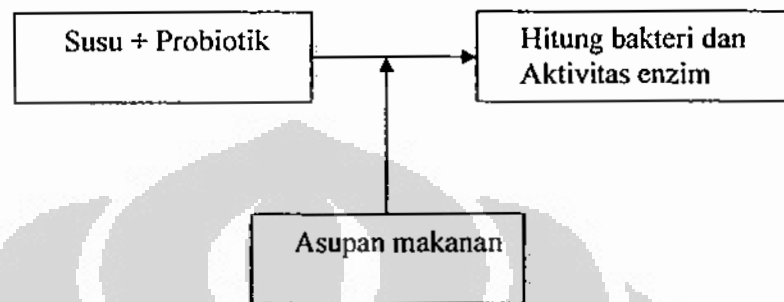 Susu + Probiotik
Hitung bakteri dan
Aktivitas enzim
Asupan makanan